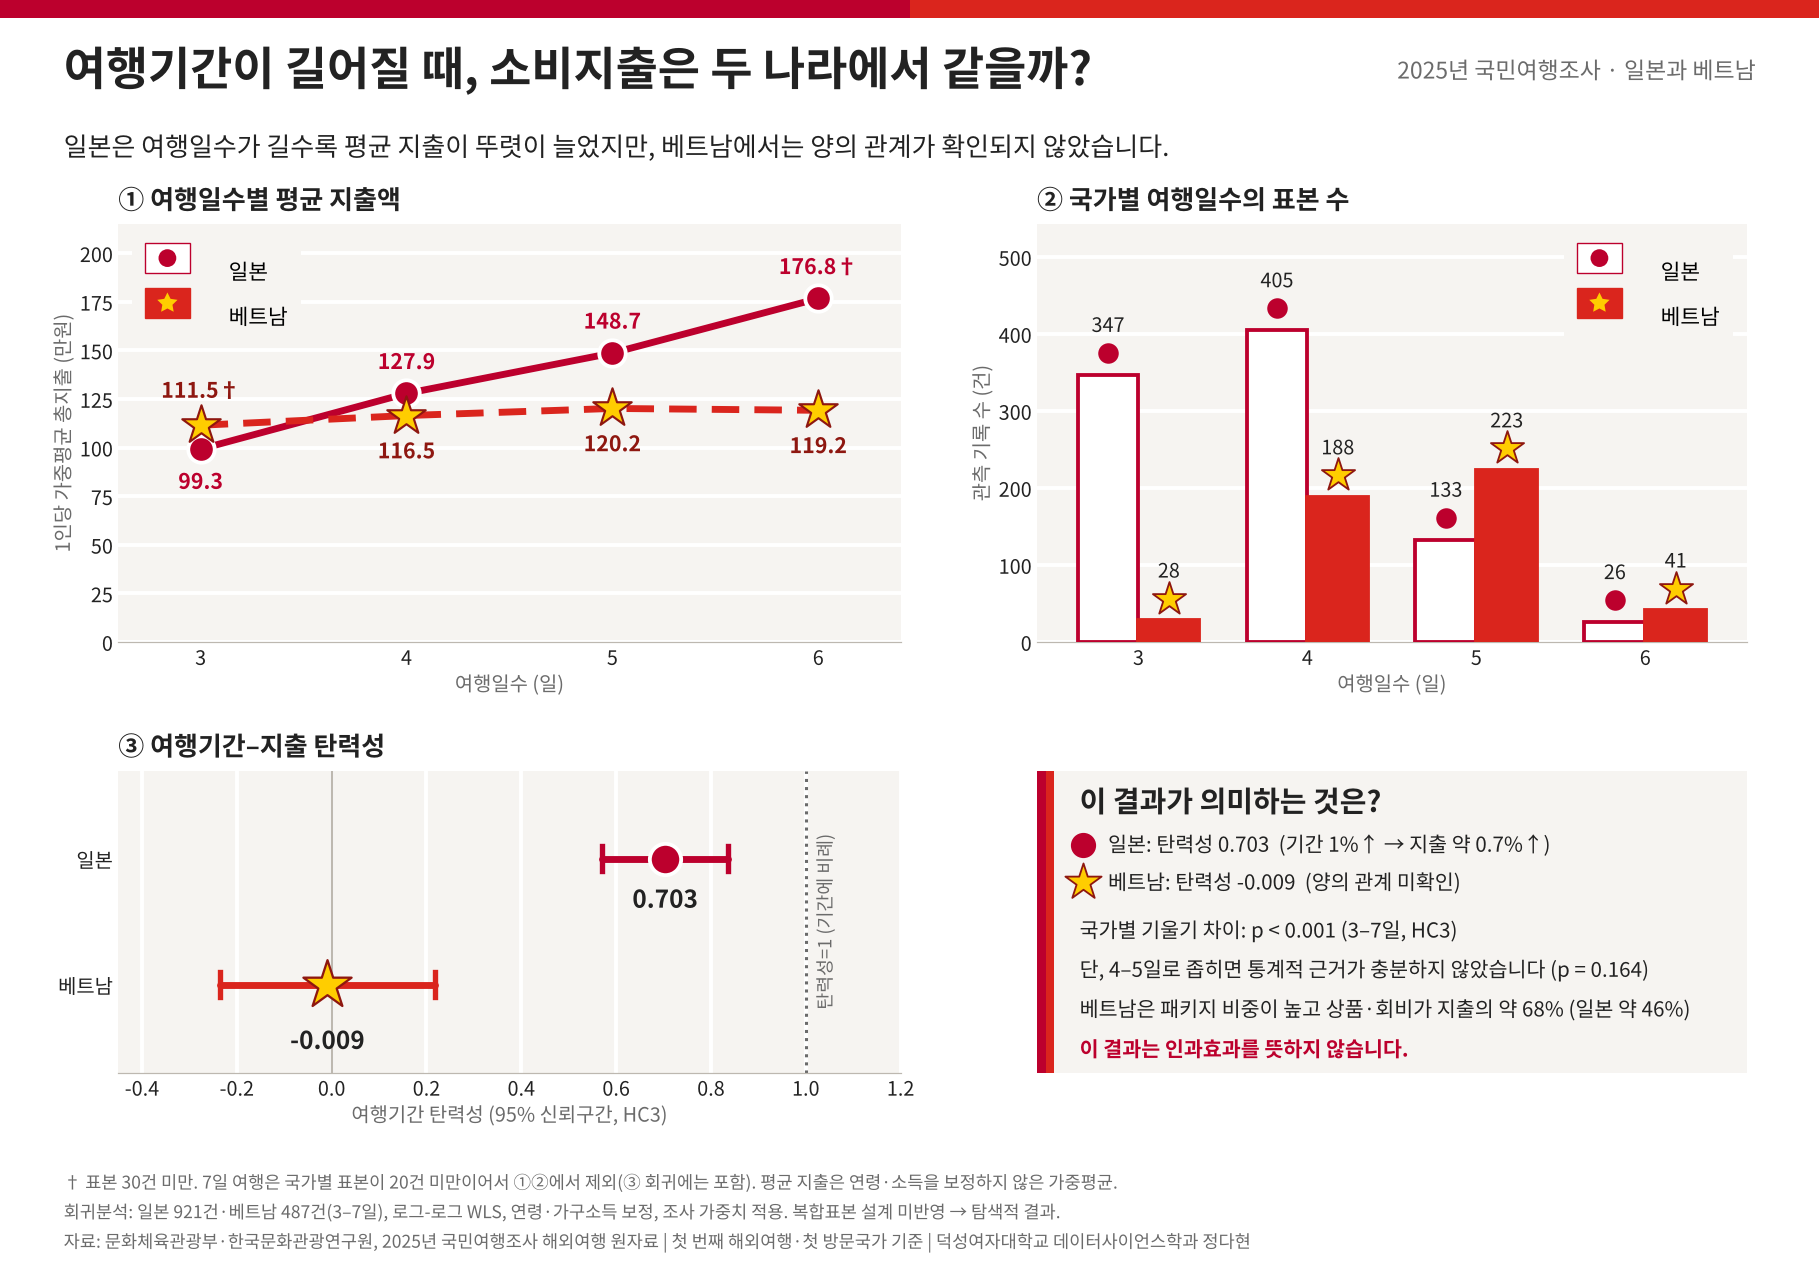 여행기간이 길어질 때, 소비지출은 두 나라에서 같을까?
2025년 국민여행조사 · 일본과 베트남
일본은 여행일수가 길수록 평균 지출이 뚜렷이 늘었지만, 베트남에서는 양의 관계가 확인되지 않았습니다.
① 여행일수별 평균 지출액
1인당 가중평균 총지출 (만원)
200
175
150
125
100
75
50
25
0
일본
베트남
111.5 †
99.3
127.9
116.5
148.7
120.2
176.8 †
119.2
3
4
5
6
여행일수 (일)
② 국가별 여행일수의 표본 수
관측 기록 수 (건)
500
400
300
200
100
0
일본
베트남
347
28
405
188
133
223
26
41
3
4
5
6
여행일수 (일)
③ 여행기간–지출 탄력성
일본
베트남
0.703
-0.009
탄력성=1 (기간에 비례)
-0.4
-0.2
0.0
0.2
0.4
0.6
0.8
1.0
1.2
여행기간 탄력성 (95% 신뢰구간, HC3)
이 결과가 의미하는 것은?
일본: 탄력성 0.703 (기간 1%↑ → 지출 약 0.7%↑)
베트남: 탄력성 -0.009 (양의 관계 미확인)
국가별 기울기 차이: p < 0.001 (3–7일, HC3)
단, 4–5일로 좁히면 통계적 근거가 충분하지 않았습니다 (p = 0.164)
베트남은 패키지 비중이 높고 상품·회비가 지출의 약 68% (일본 약 46%)
이 결과는 인과효과를 뜻하지 않습니다.
† 표본 30건 미만. 7일 여행은 국가별 표본이 20건 미만이어서 ①②에서 제외(③ 회귀에는 포함). 평균 지출은 연령·소득을 보정하지 않은 가중평균.
회귀분석: 일본 921건·베트남 487건(3–7일), 로그-로그 WLS, 연령·가구소득 보정, 조사 가중치 적용. 복합표본 설계 미반영 → 탐색적 결과.
자료: 문화체육관광부·한국문화관광연구원, 2025년 국민여행조사 해외여행 원자료 | 첫 번째 해외여행·첫 방문국가 기준 | 덕성여자대학교 데이터사이언스학과 정다현